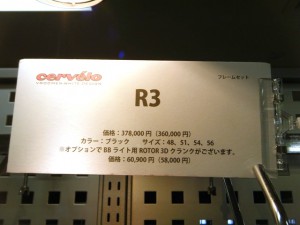 cervélo
フレームセット
R3
価格：378,000円（360,000円）
カラー：ブラック サイズ：48、51、54、56
※オプションでBBライト用ROTOR 3Dクランクがございます。
価格：60,900円（58,000円）